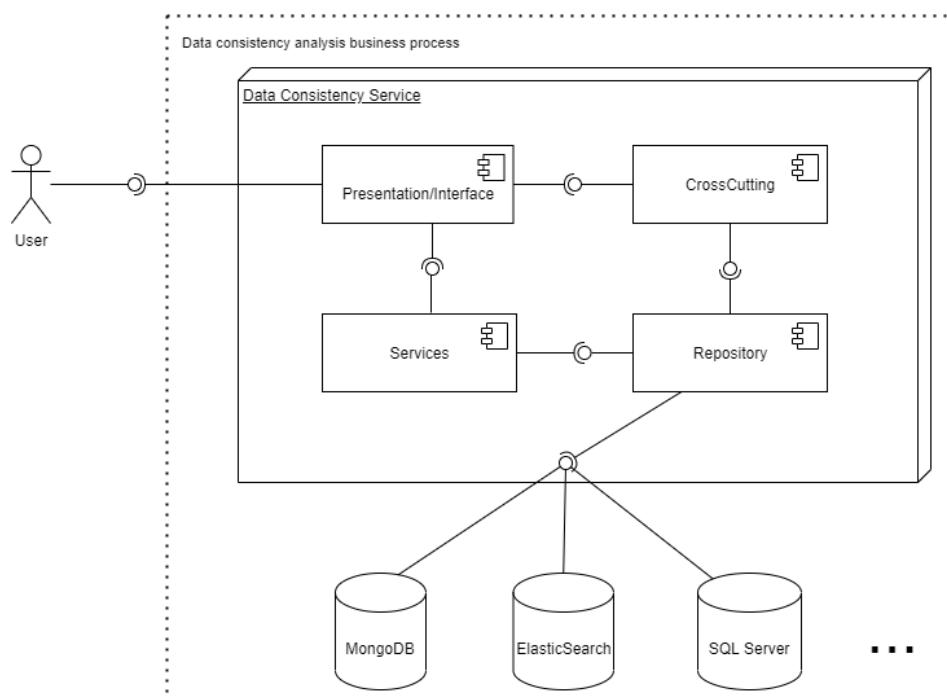 Data consistency analysis business process
Data Consistency Service
Presentation/Interface
CrossCutting
User
Services
Repository
MongoDB
ElasticSearch
SQL Server
...